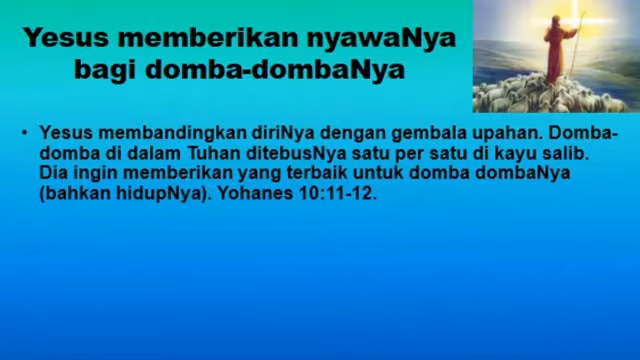 Yesus memberikan nyawaNya
bagi domba-dombaNya
• Yesus membandingkan diriNya dengan gembala upahan. Domba-
domba di dalam Tuhan ditebusNya satu per satu di kayu salib.
Dia ingin memberikan yang terbaik untuk domba dombaNya
(bahkan hidupNya). Yohanes 10:11-12.